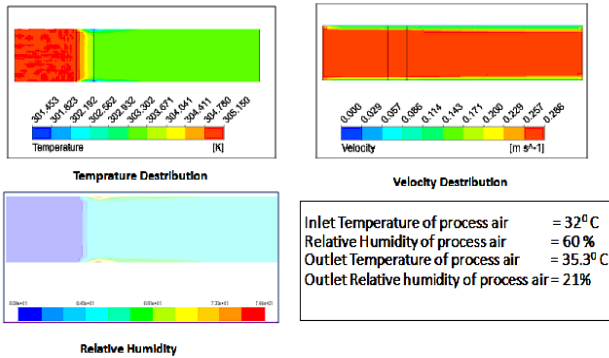 301.453 301.823 302.192 302.562 302.932 303.302 303.671 304.041 304.411 304.780 305.150
Temperature [K]
Temprature Destribution
0.000 0.029 0.057 0.086 0.114 0.143 0.171 0.200 0.229 0.257 0.286
Velocity [m s^-1]
Velocity Distribution
Inlet Temperature of process air = 32⁰ C
Relative Humidity of process air = 60 %
Outlet Temperature of process air = 35.3⁰ C
Outlet Relative humidity of process air = 21%
Relative Humidity